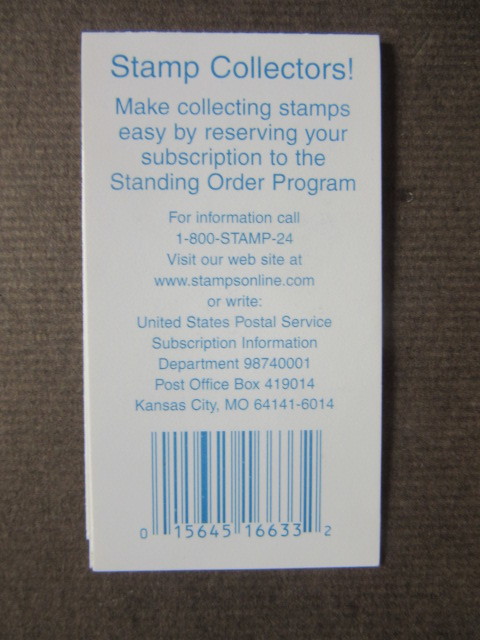 Stamp Collectors!
Make collecting stamps
easy by reserving your
subscription to the
Standing Order Program
For information call
1-800-STAMP-24
Visit our web site at
www.stampsonline.com
or write:
United States Postal Service
Subscription Information
Department 98740001
Post Office Box 419014
Kansas City, MO 64141-6014
0 15645 16633 2